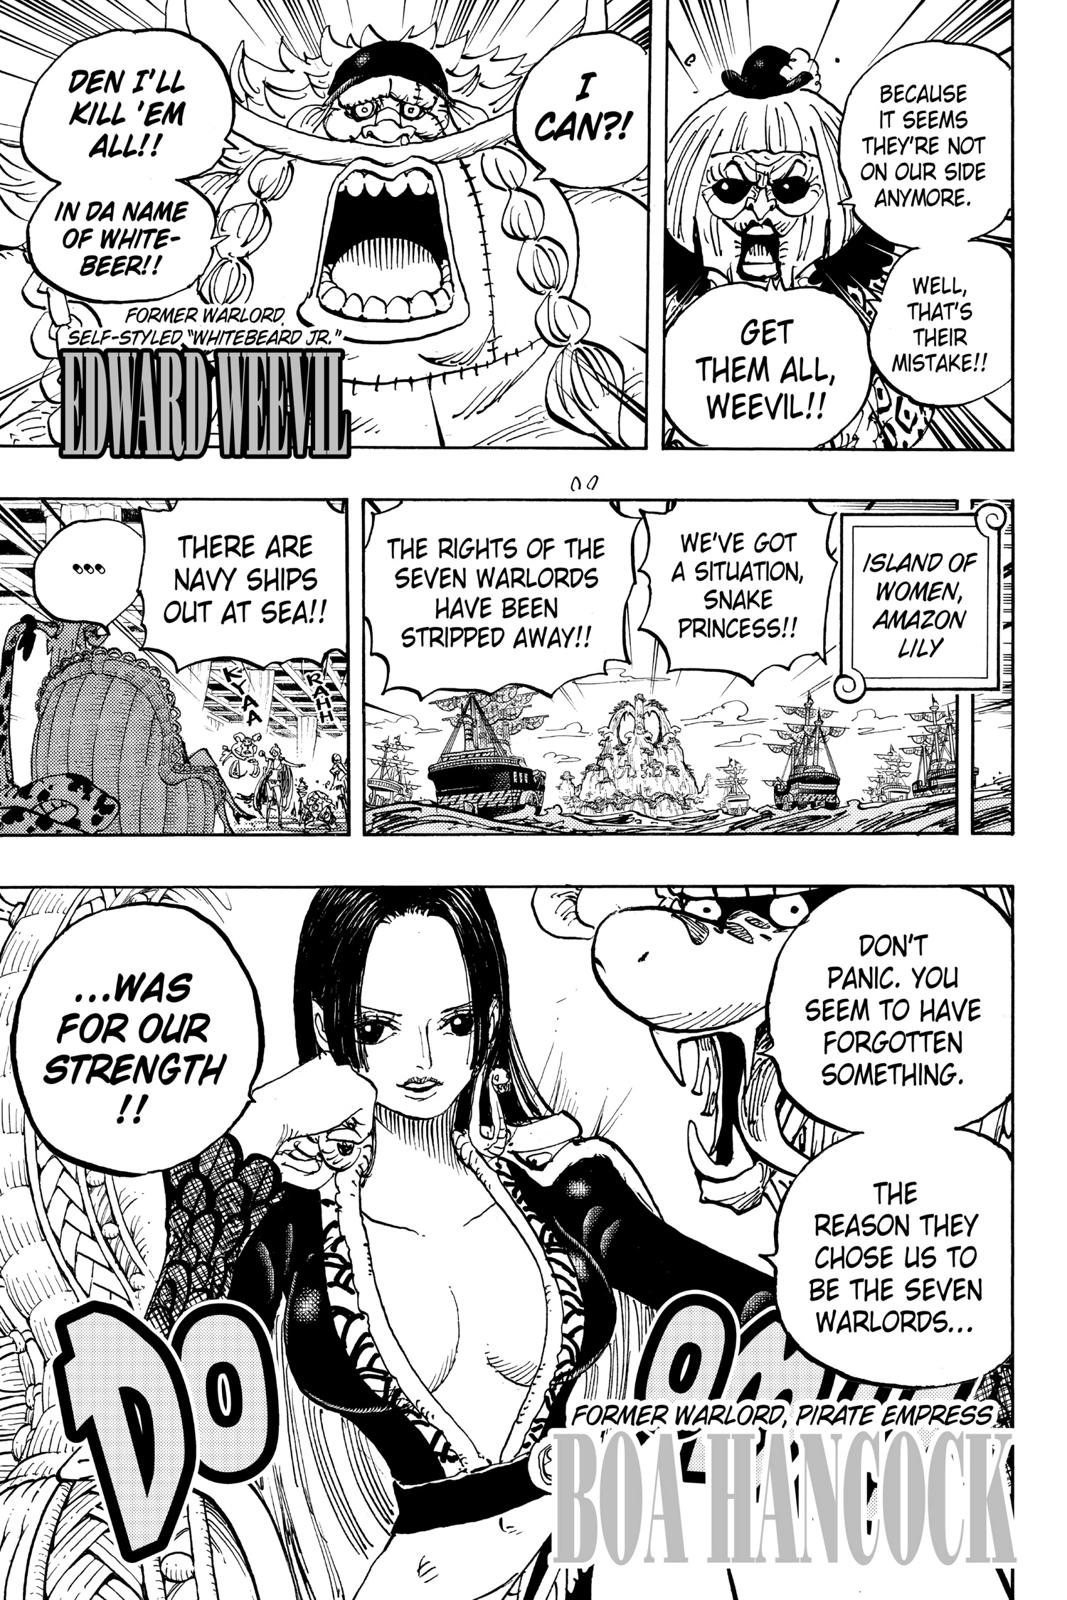 BECAUSE
IT SEEMS
THEY'RE NOT
ON OUR SIDE
ANYMORE.
WELL,
THAT'S
THEIR
MISTAKE!!
GET
THEM ALL,
WEEVIL!!
I
CAN?!
DEN I'LL
KILL 'EM
ALL!!
IN DA NAME
OF WHITE-
BEER!!
FORMER WARLORD,
SELF-STYLED "WHITEBEARD JR."
EDWARD WEEVIL
ISLAND OF
WOMEN,
AMAZON
LILY
WE'VE GOT
A SITUATION,
SNAKE
PRINCESS!!
THE RIGHTS OF THE
SEVEN WARLORDS
HAVE BEEN
STRIPPED AWAY!!
THERE ARE
NAVY SHIPS
OUT AT SEA!!
RAHH
KYAA
...
DON'T
PANIC. YOU
SEEM TO HAVE
FORGOTTEN
SOMETHING.
THE
REASON THEY
CHOSE US TO
BE THE SEVEN
WARLORDS...
...WAS
FOR OUR
STRENGTH
!!
DO
FORMER WARLORD, PIRATE EMPRESS
BOA HANCOCK